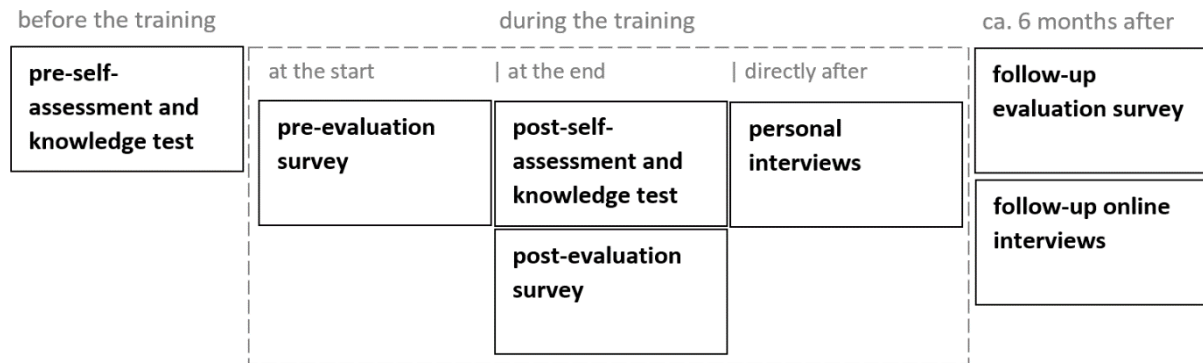 before the training
during the training
ca. 6 months after
pre-self-
assessment and
knowledge test
at the start
| at the end
| directly after
pre-evaluation
survey
post-self-
assessment and
knowledge test
post-evaluation
survey
personal
interviews
follow-up
evaluation survey
follow-up online
interviews